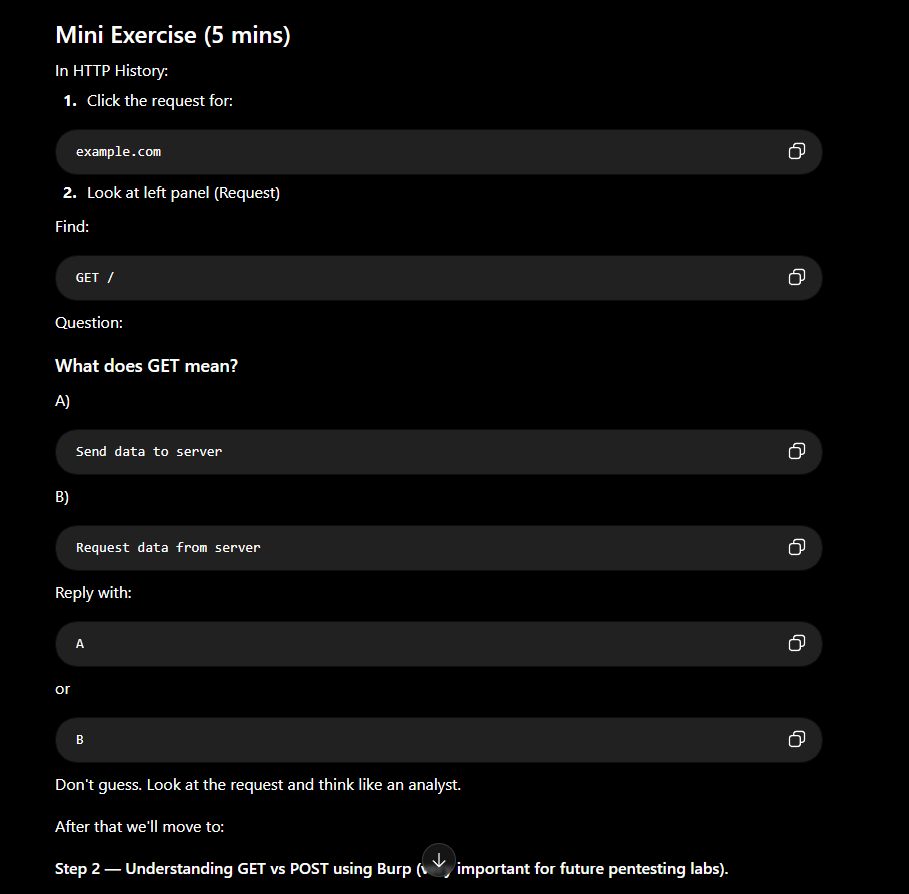 Mini Exercise (5 mins)
In HTTP History:
1. Click the request for:
example.com
2. Look at left panel (Request)
Find:
GET /
Question:
What does GET mean?
A)
Send data to server
B)
Request data from server
Reply with:
A
or
B
Don't guess. Look at the request and think like an analyst.
After that we'll move to:
Step 2 — Understanding GET vs POST using Burp ( important for future pentesting labs).